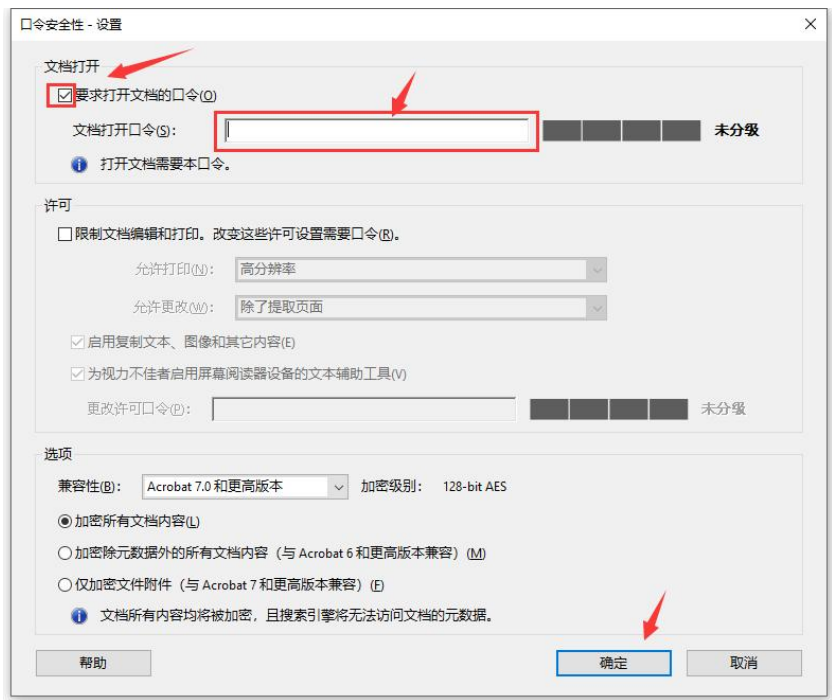 口令安全性 - 设置
文档打开
要求打开文档的口令(O)
文档打开口令(S): 未分级
打开文档需要本口令。
许可
限制文档编辑和打印。改变这些许可设置需要口令(R)。
允许打印(N): 高分辨率
允许更改(W): 除了提取页面
启用复制文本、图像和其它内容(E)
为视力不佳者启用屏幕阅读器设备的文本辅助工具(V)
更改许可口令(P): 未分级
选项
兼容性(B): Acrobat 7.0 和更高版本 加密级别: 128-bit AES
加密所有文档内容(L)
加密除元数据外的所有文档内容（与 Acrobat 6 和更高版本兼容）(M)
仅加密文件附件（与 Acrobat 7 和更高版本兼容）(F)
文档所有内容均将被加密，且搜索引擎将无法访问文档的元数据。
帮助 确定 取消